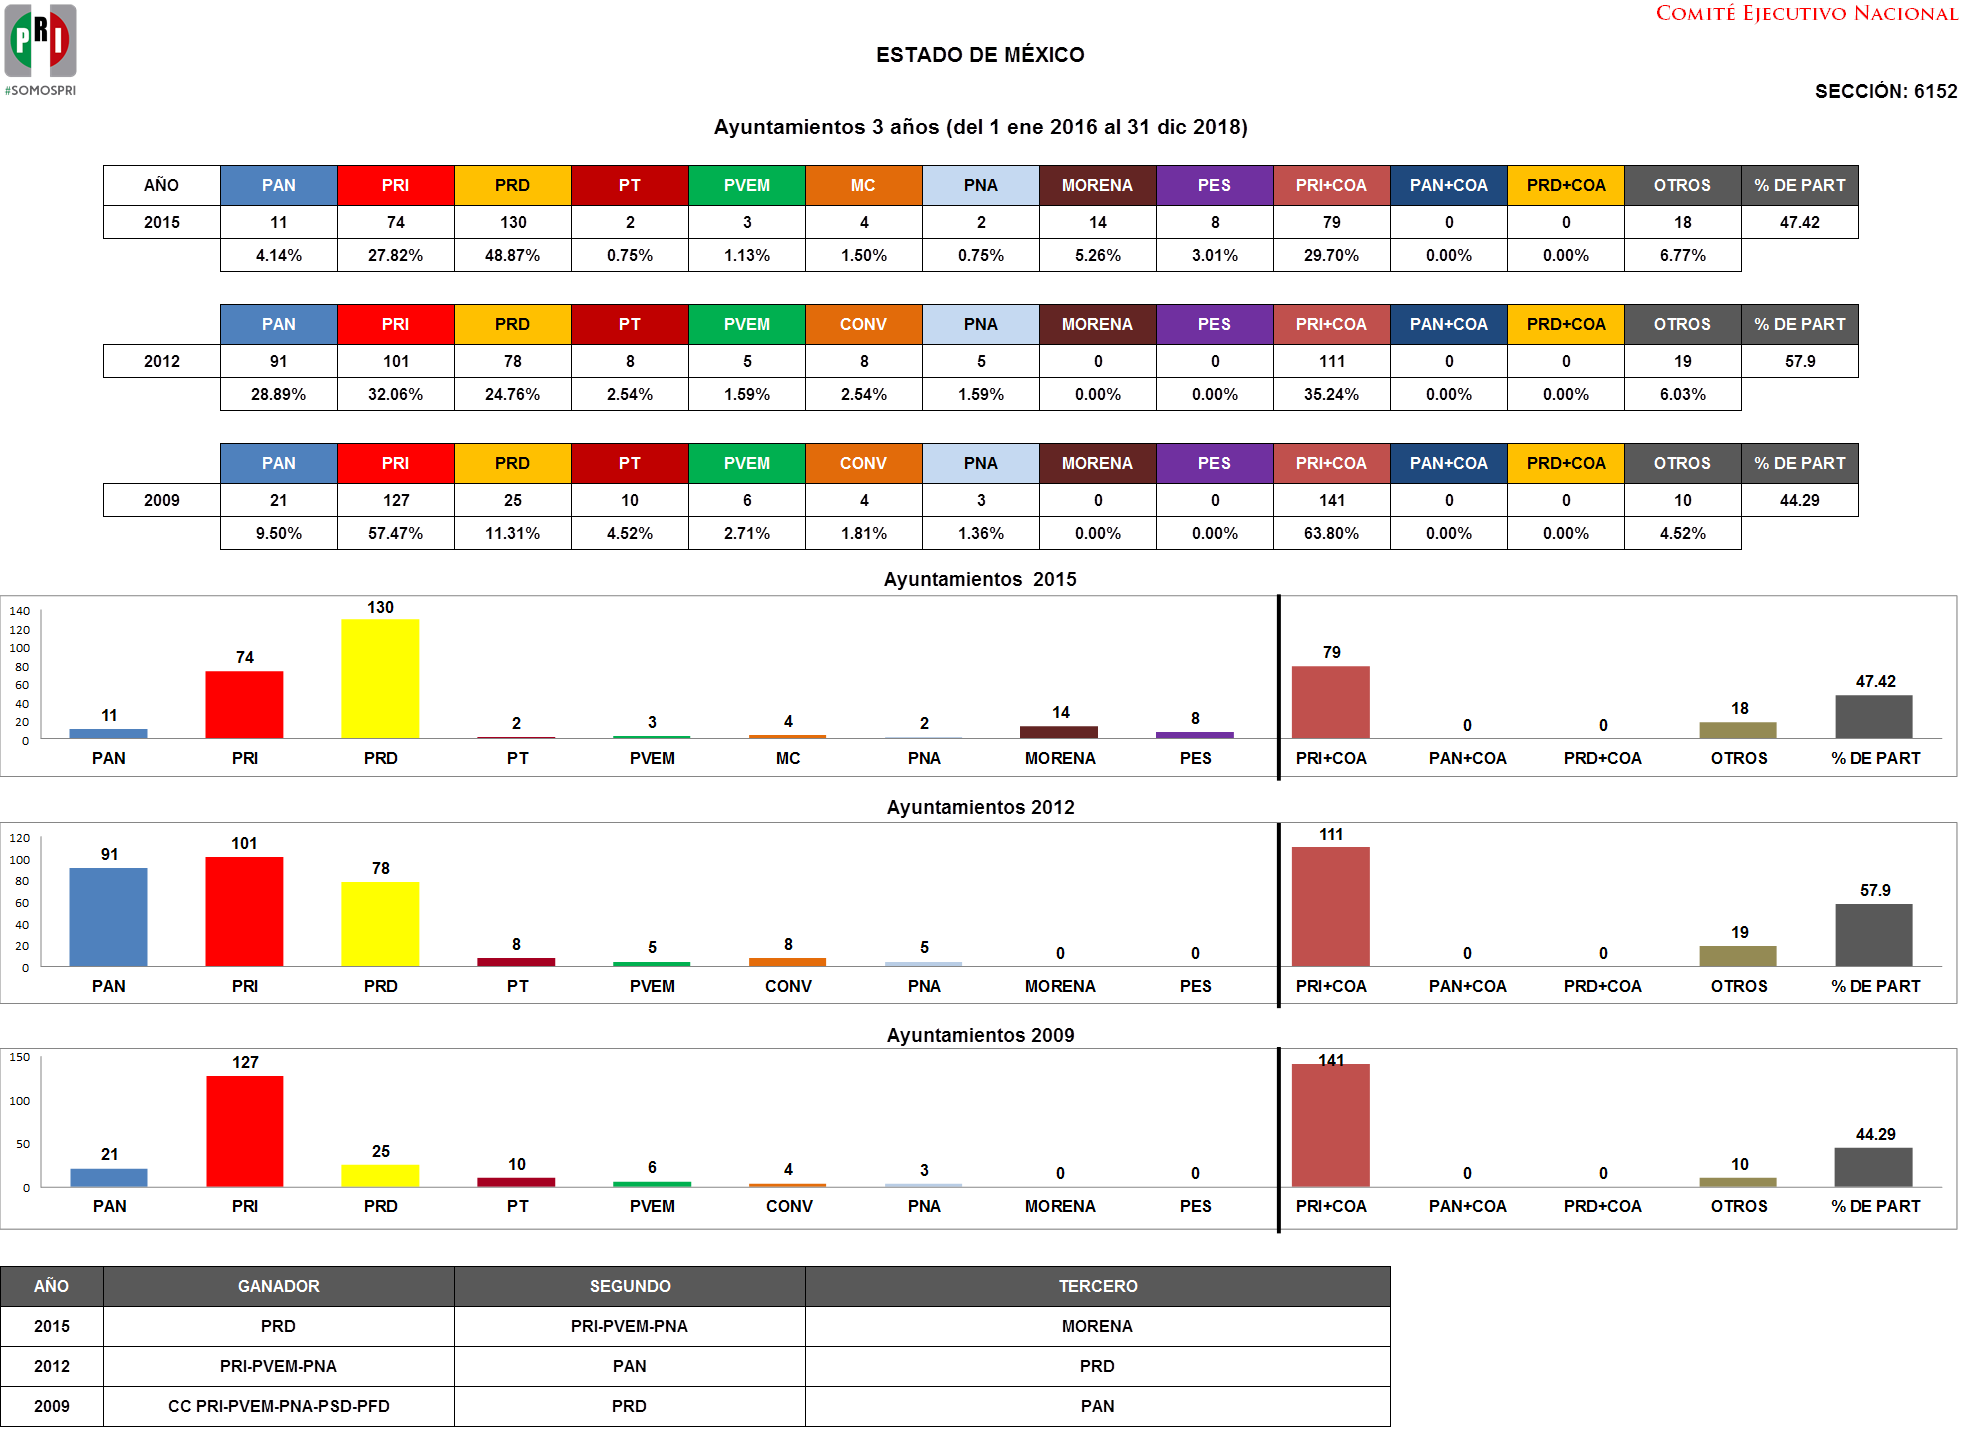 PRI
#SOMOSPRI
COMITÉ EJECUTIVO NACIONAL
ESTADO DE MÉXICO
SECCIÓN: 6152
Ayuntamientos 3 años (del 1 ene 2016 al 31 dic 2018)
AÑO PAN PRI PRD PT PVEM MC PNA MORENA PES PRI+COA PAN+COA PRD+COA OTROS % DE PART
2015 11 74 130 2 3 4 2 14 8 79 0 0 18 47.42
4.14% 27.82% 48.87% 0.75% 1.13% 1.50% 0.75% 5.26% 3.01% 29.70% 0.00% 0.00% 6.77%
PAN PRI PRD PT PVEM CONV PNA MORENA PES PRI+COA PAN+COA PRD+COA OTROS % DE PART
2012 91 101 78 8 5 8 5 0 0 111 0 0 19 57.9
28.89% 32.06% 24.76% 2.54% 1.59% 2.54% 1.59% 0.00% 0.00% 35.24% 0.00% 0.00% 6.03%
PAN PRI PRD PT PVEM CONV PNA MORENA PES PRI+COA PAN+COA PRD+COA OTROS % DE PART
2009 21 127 25 10 6 4 3 0 0 141 0 0 10 44.29
9.50% 57.47% 11.31% 4.52% 2.71% 1.81% 1.36% 0.00% 0.00% 63.80% 0.00% 0.00% 4.52%
Ayuntamientos 2015
140
120
100
80
60
40
20
0
11 74 130 2 3 4 2 14 8 79 0 0 18 47.42
PAN PRI PRD PT PVEM MC PNA MORENA PES PRI+COA PAN+COA PRD+COA OTROS % DE PART
Ayuntamientos 2012
120
100
80
60
40
20
0
91 101 78 8 5 8 5 0 0 111 0 0 19 57.9
PAN PRI PRD PT PVEM CONV PNA MORENA PES PRI+COA PAN+COA PRD+COA OTROS % DE PART
Ayuntamientos 2009
150
100
50
0
21 127 25 10 6 4 3 0 0 141 0 0 10 44.29
PAN PRI PRD PT PVEM CONV PNA MORENA PES PRI+COA PAN+COA PRD+COA OTROS % DE PART
AÑO GANADOR SEGUNDO TERCERO
2015 PRD PRI-PVEM-PNA MORENA
2012 PRI-PVEM-PNA PAN PRD
2009 CC PRI-PVEM-PNA-PSD-PFD PRD PAN